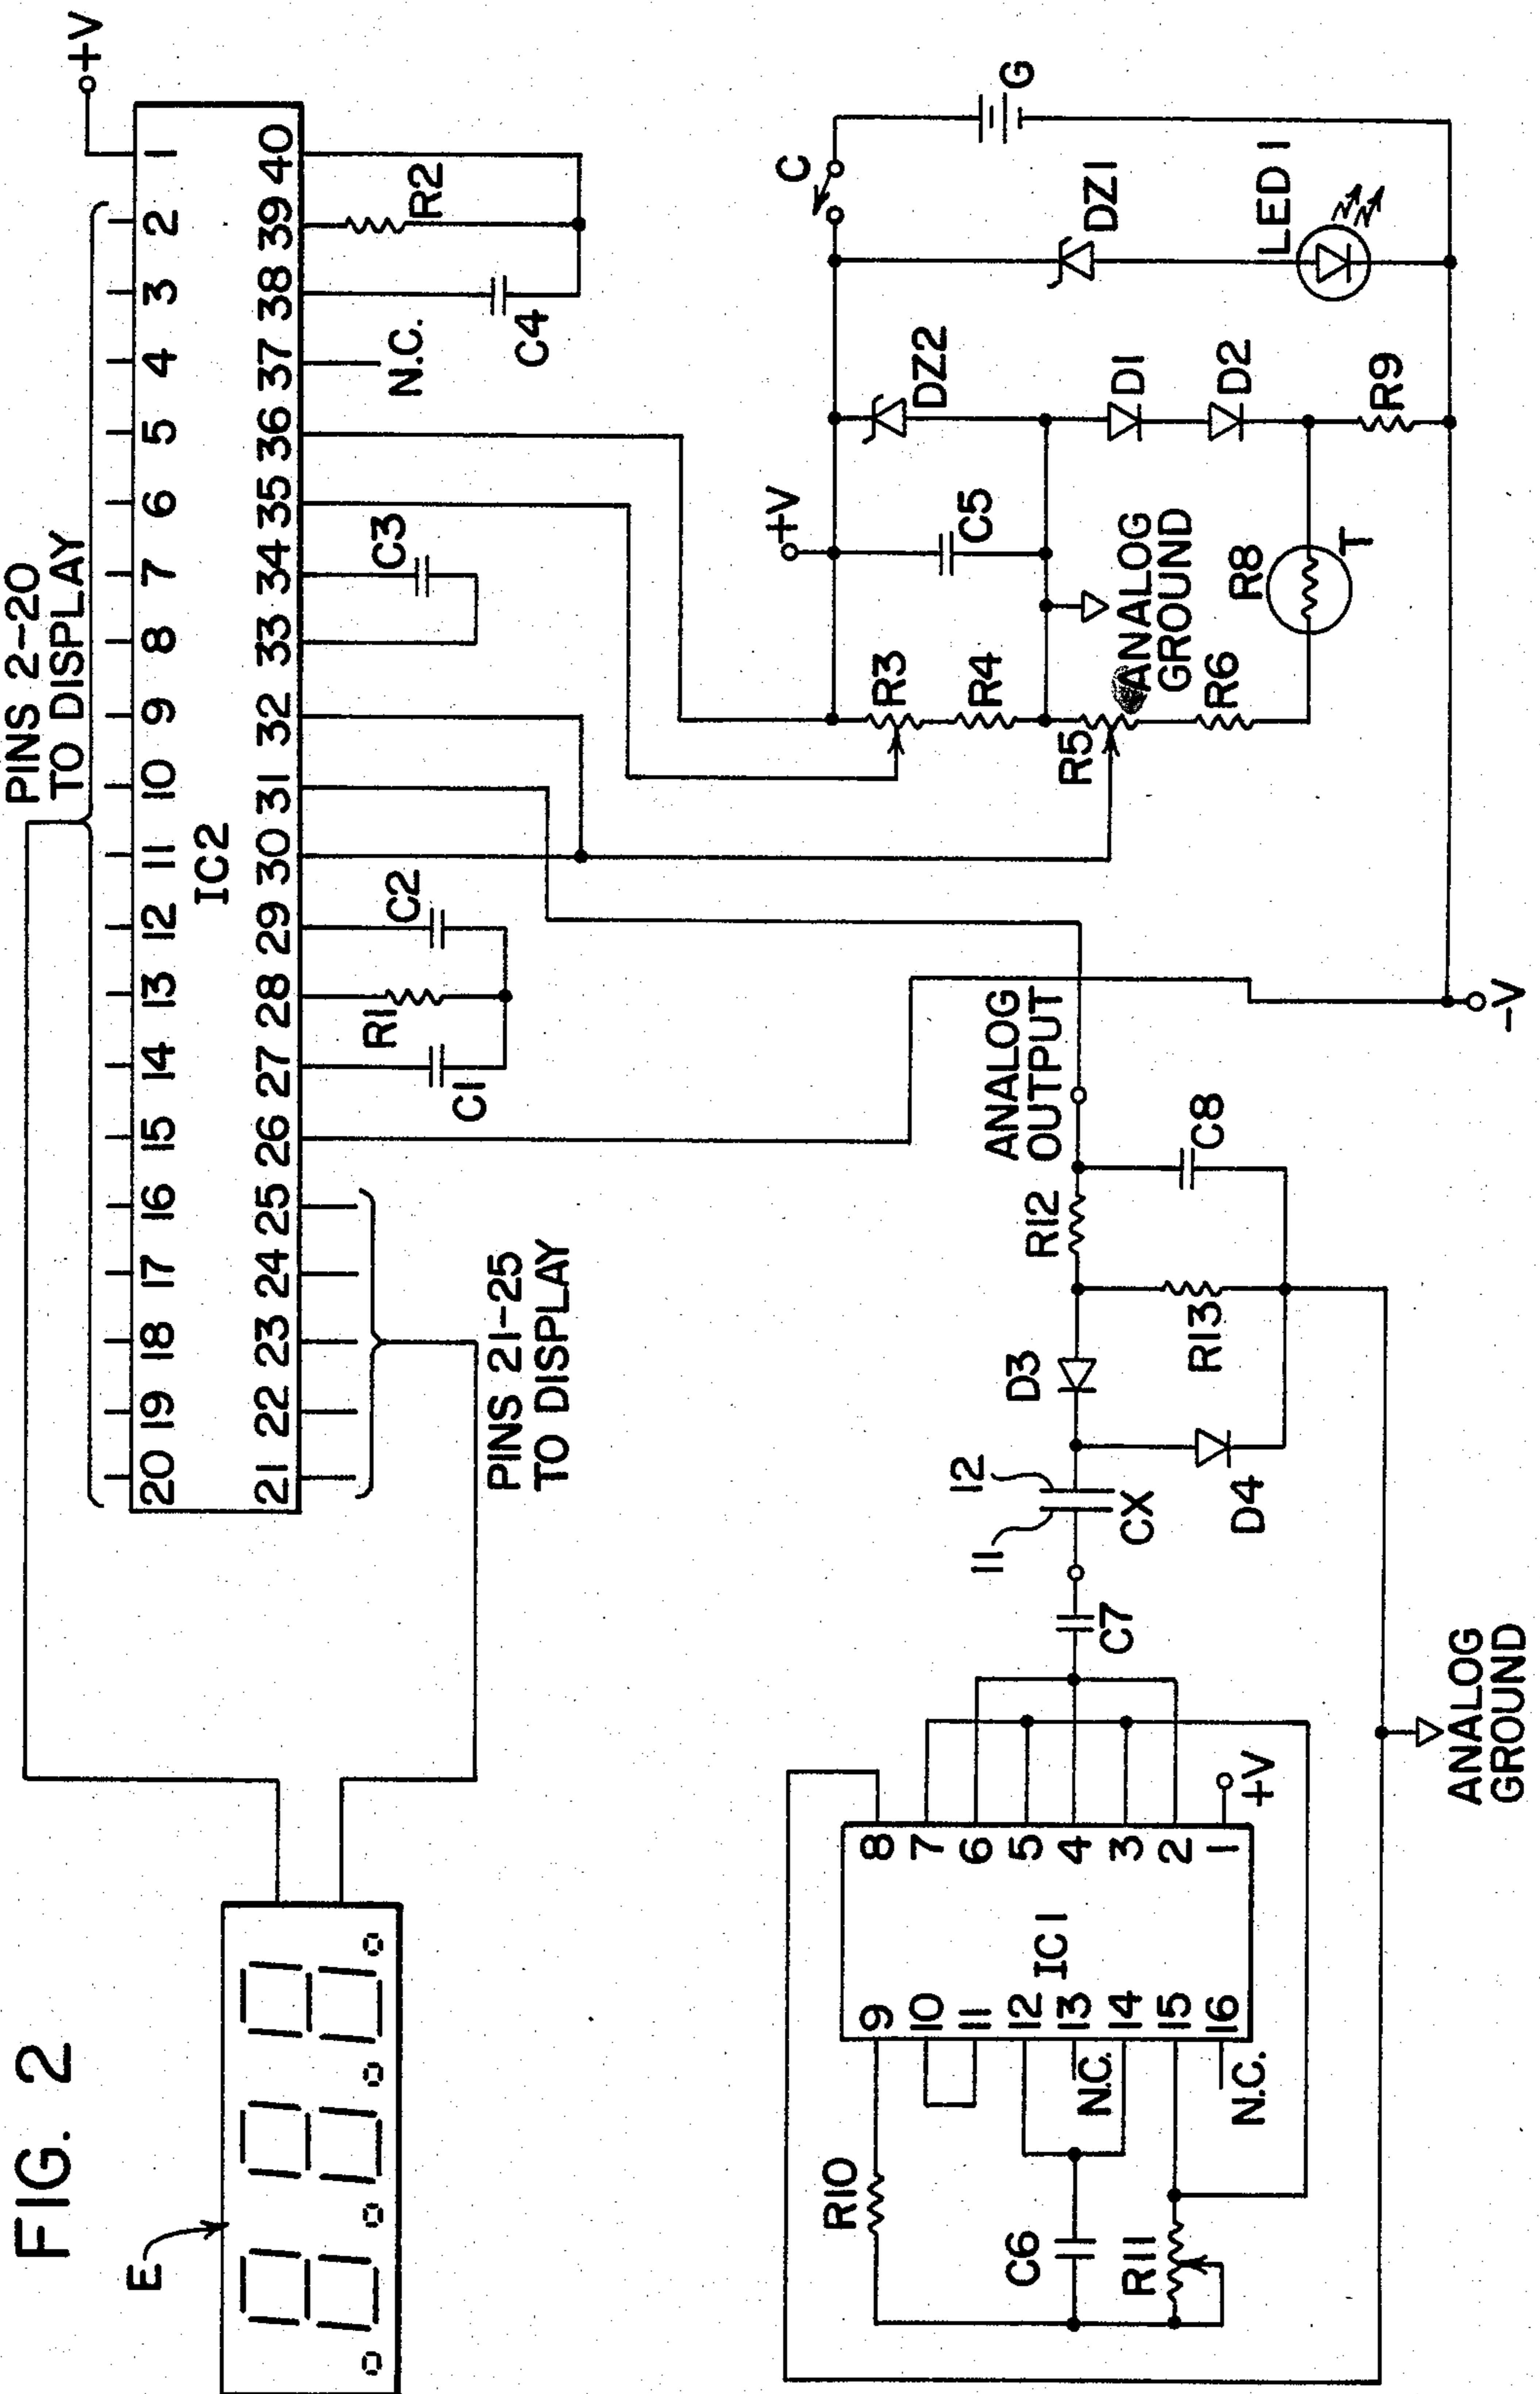 FIG. 2
E
PINS 2-20
TO DISPLAY
+V
20 19 18 17 16 15 14 13 12 11 10 9 8 7 6 5 4 3 2 1
IC2
21 22 23 24 25 26 27 28 29 30 31 32 33 34 35 36 37 38 39 40
PINS 21-25
TO DISPLAY
C1
R1
C2
C3
N.C.
C4
R2
R10
C6
R11
9
10
11
12
13
14
15
16
N.C.
N.C.
IC1
8
7
6
5
4
3
2
1
+V
C7
11
12
CX
D3
D4
R12
R13
C8
ANALOG
OUTPUT
ANALOG
GROUND
-V
R3
R4
R5
R6
+V
C5
ANALOG
GROUND
R8
T
DZ2
D1
D2
R9
C
DZ1
LED 1
G